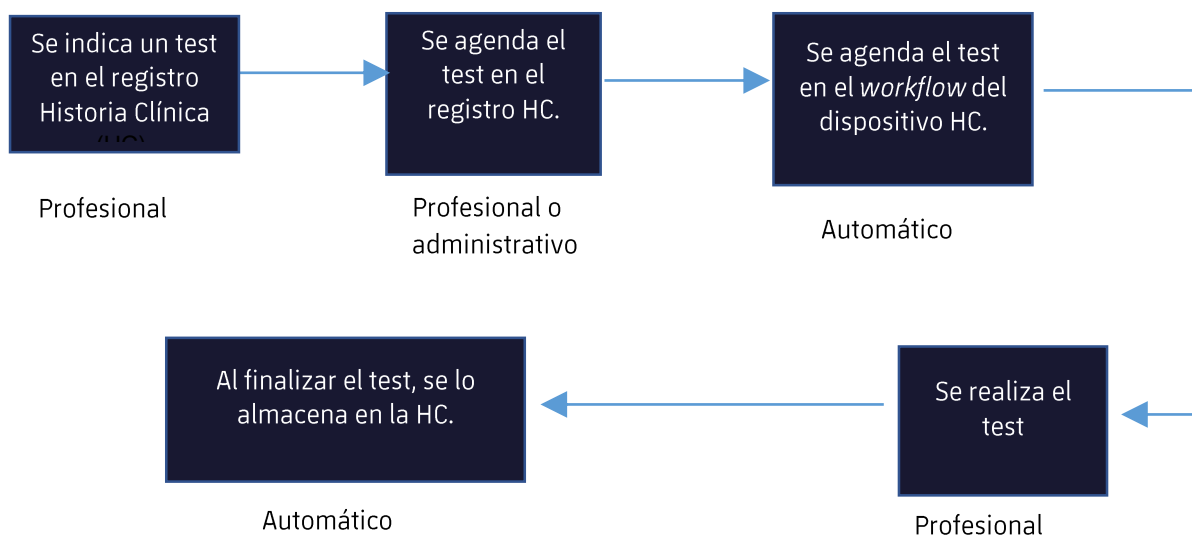 Se indica un test
en el registro
Historia Clínica
(HC)
Profesional
Se agenda el
test en el
registro HC.
Profesional o
administrativo
Se agenda el test
en el workflow del
dispositivo HC.
Automático
Se realiza el
test
Profesional
Al finalizar el test, se lo
almacena en la HC.
Automático